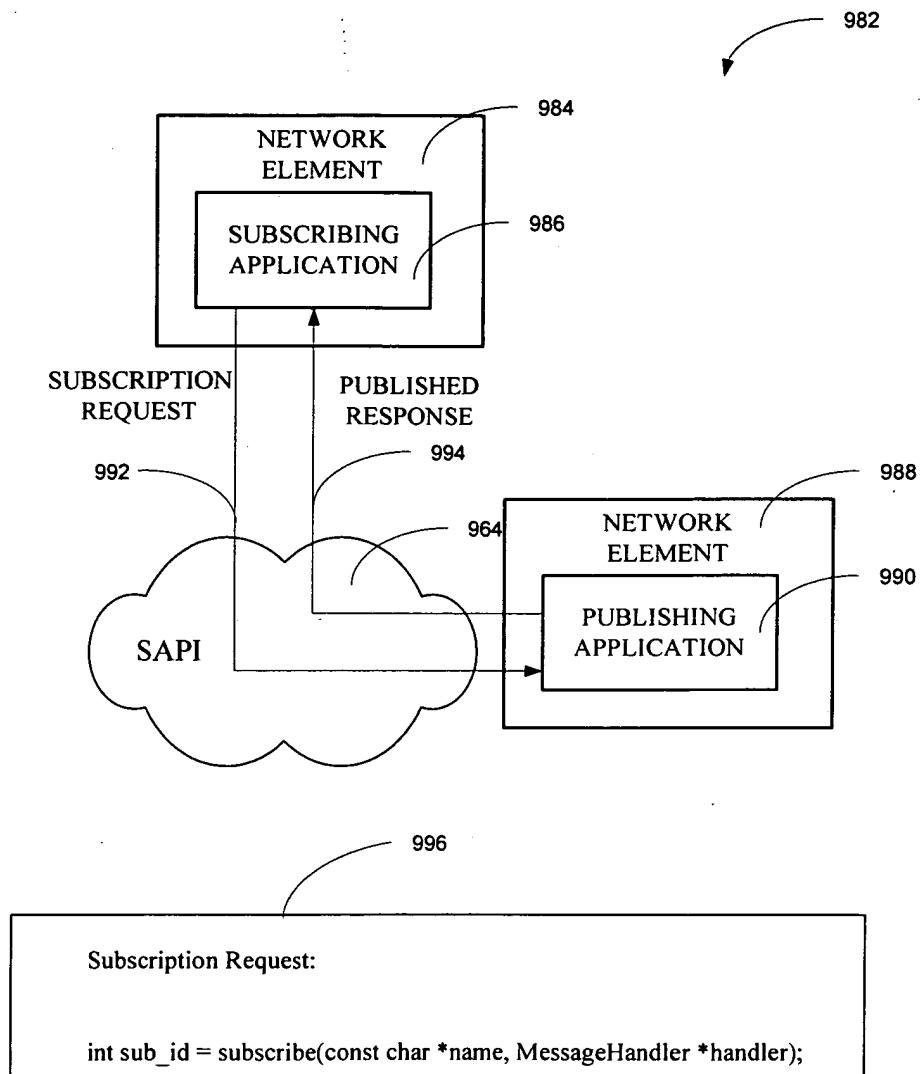 982
984
NETWORK
ELEMENT
SUBSCRIBING
APPLICATION
986
SUBSCRIPTION
REQUEST
PUBLISHED
RESPONSE
992
994
988
964
NETWORK
ELEMENT
990
PUBLISHING
APPLICATION
SAPI
996
Subscription Request:
int sub_id = subscribe(const char *name, MessageHandler *handler);